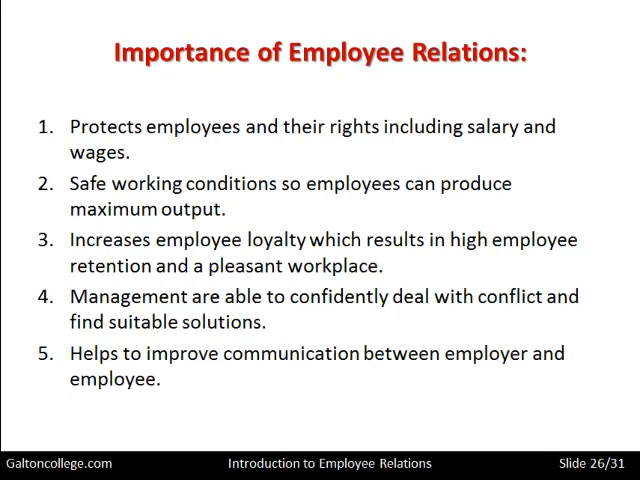 Importance of Employee Relations:
1. Protects employees and their rights including salary and
wages.
2. Safe working conditions so employees can produce
maximum output.
3. Increases employee loyalty which results in high employee
retention and a pleasant workplace.
4. Management are able to confidently deal with conflict and
find suitable solutions.
5. Helps to improve communication between employer and
employee.
Galtoncollege.com Introduction to Employee Relations Slide 26/31